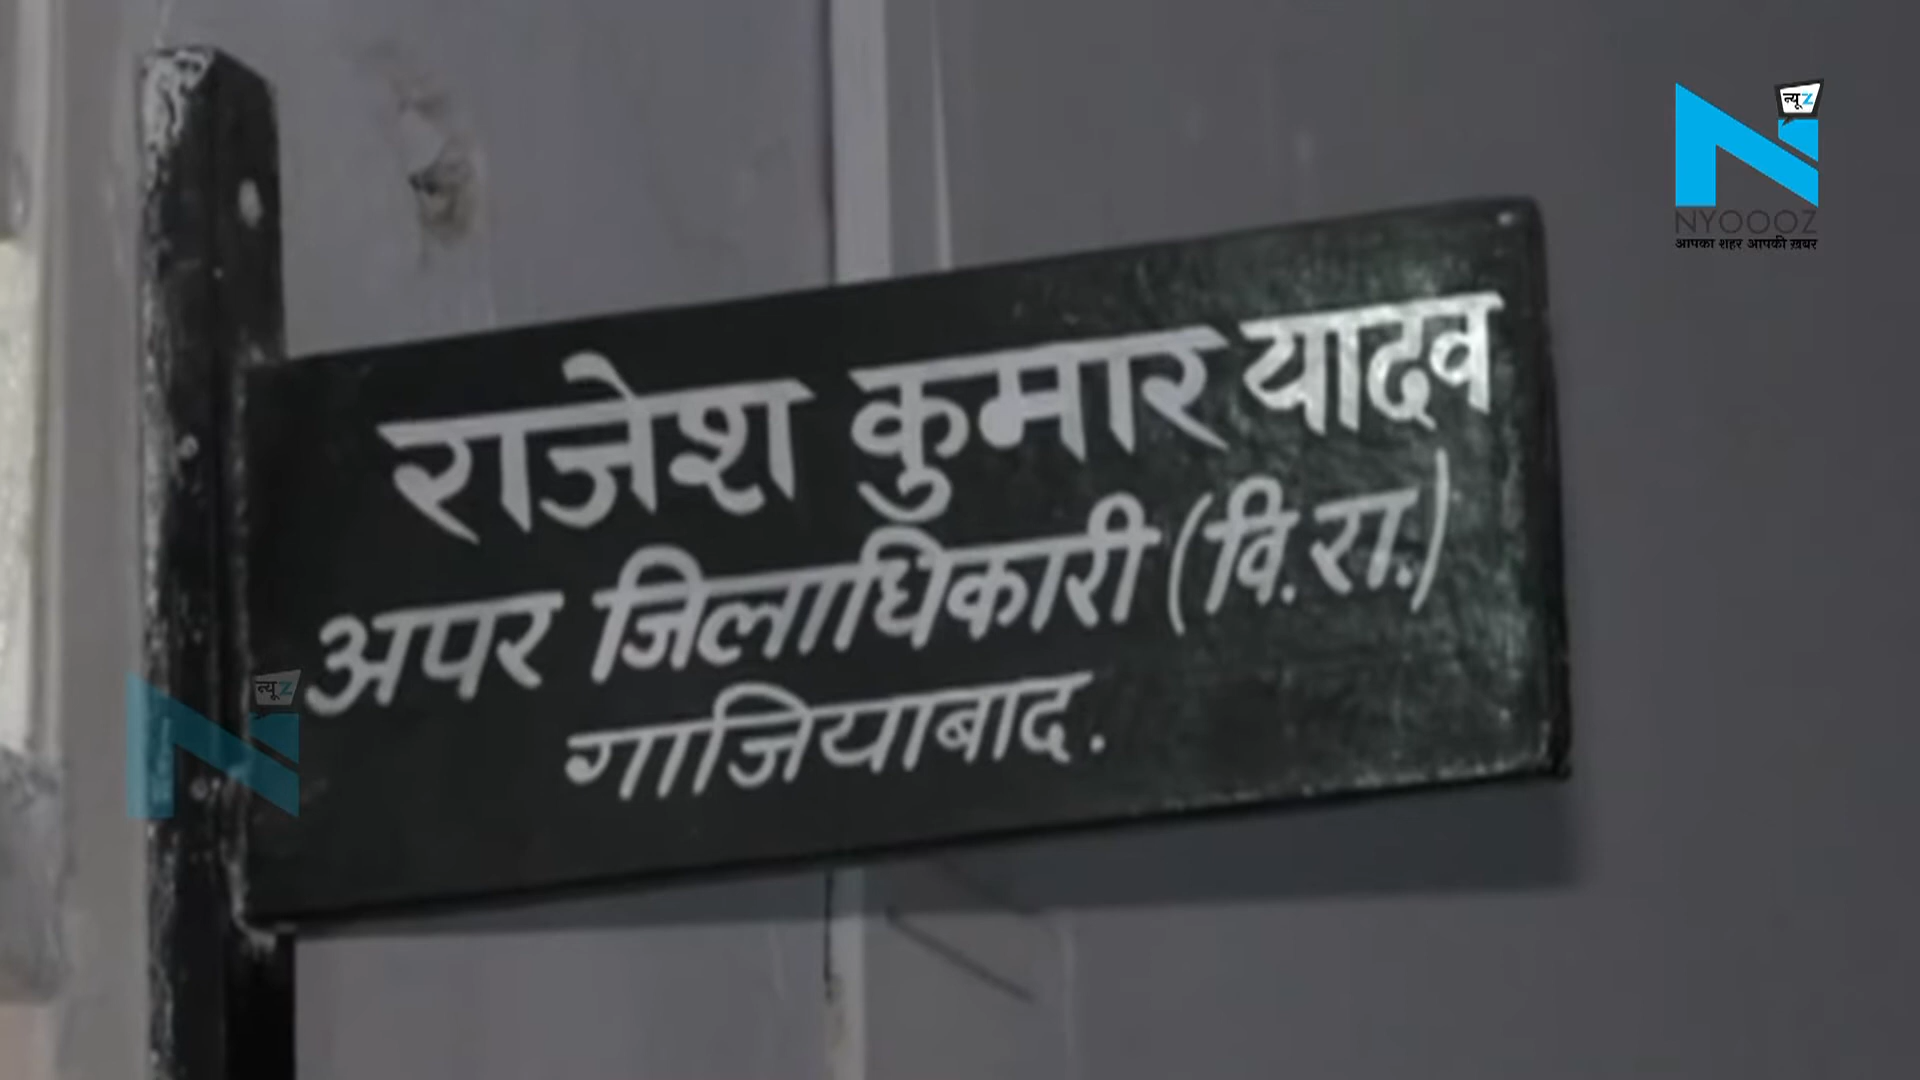 न्यूZ
NYOOOZ
आपका शहर आपकी ख़बर
राजेश कुमार यादव
अपर जिलाधिकारी (वि. रा.)
गाजियाबाद.
न्यूZ